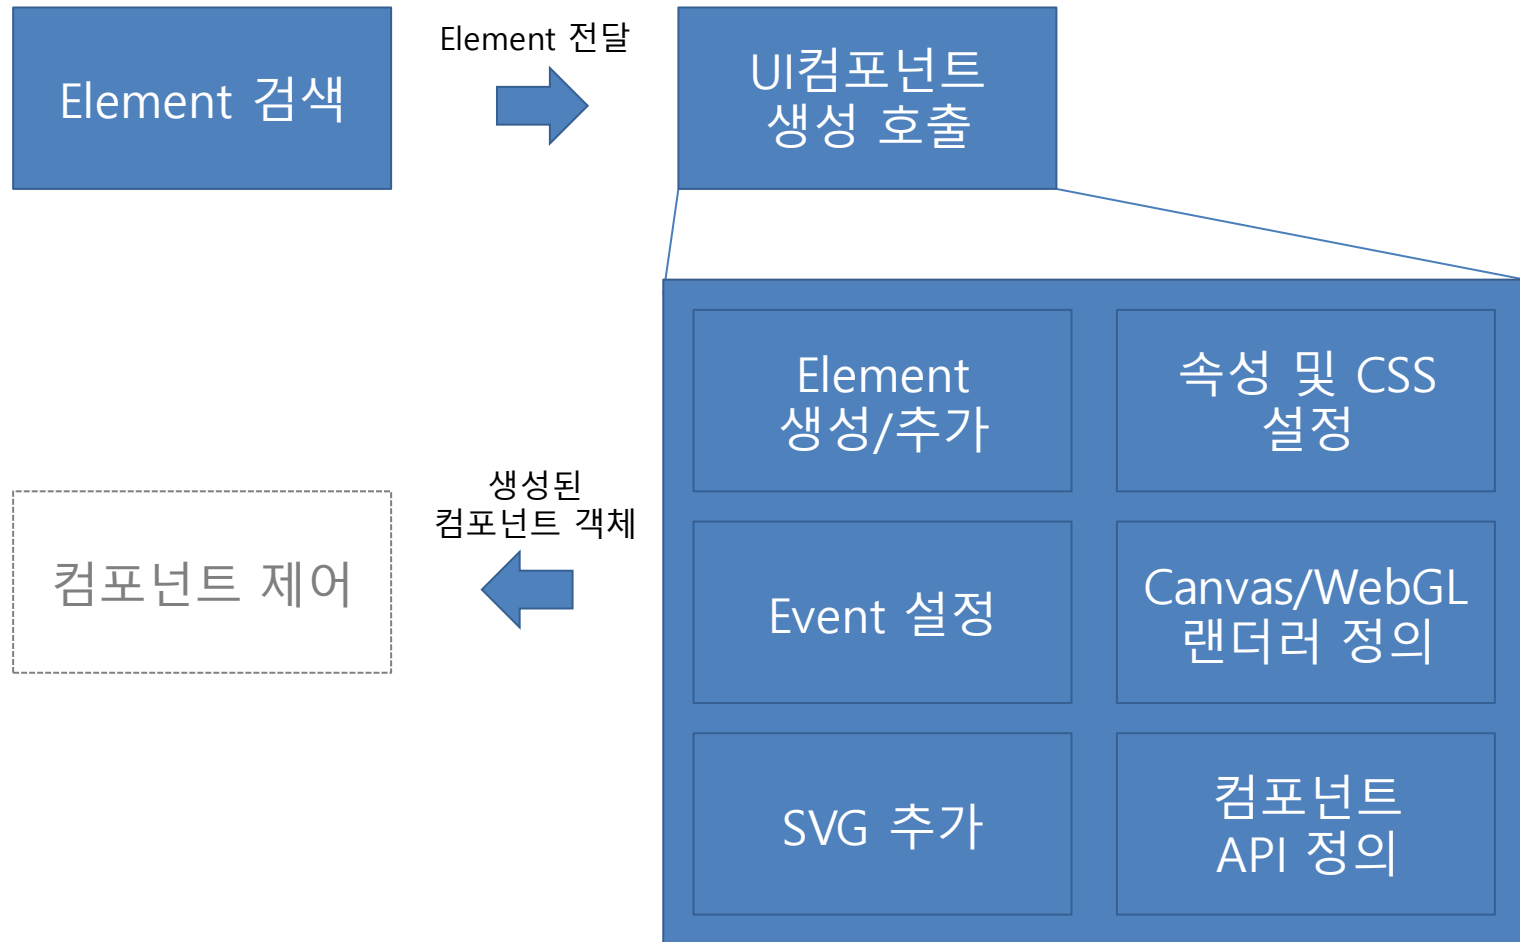 Element 검색
Element 전달
UI컴포넌트
생성 호출
Element
생성/추가
속성 및 CSS
설정
생성된
컴포넌트 객체
컴포넌트 제어
Event 설정
Canvas/WebGL
랜더러 정의
SVG 추가
컴포넌트
API 정의